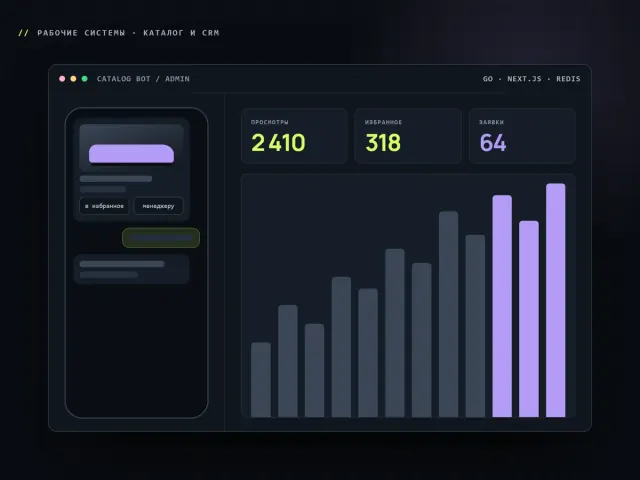 // РАБОЧИЕ СИСТЕМЫ · КАТАЛОГ И CRM
CATALOG BOT / ADMIN
GO · NEXT.JS · REDIS
ПРОСМОТРЫ
2 410
ИЗБРАННОЕ
318
ЗАЯВКИ
64
в избранное
менеджеру